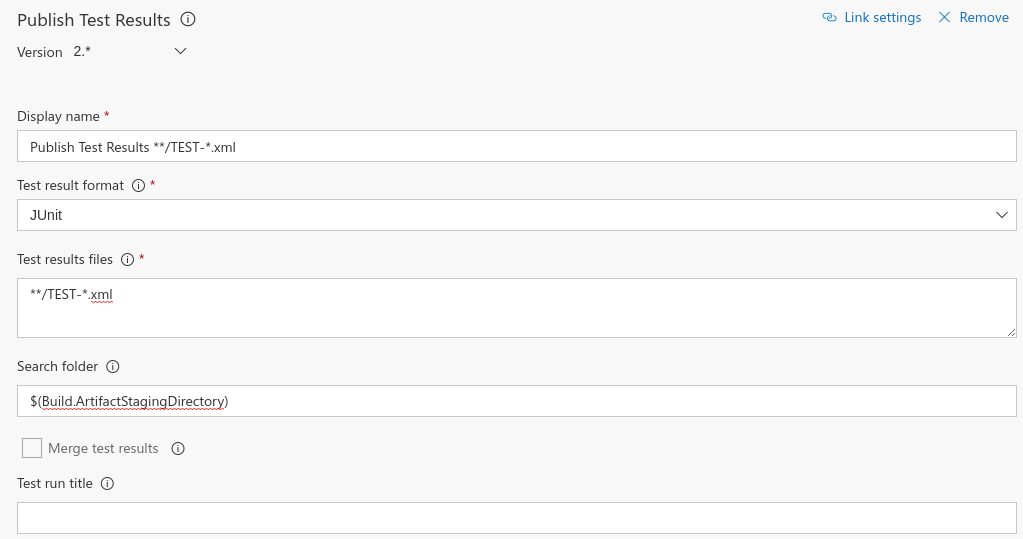 Publish Test Results
Link settings
Remove
Version 2.*
Display name *
Publish Test Results **/TEST-*.xml
Test result format *
JUnit
Test results files *
**/TEST-*.xml
Search folder
$(Build.ArtifactStagingDirectory)
Merge test results
Test run title